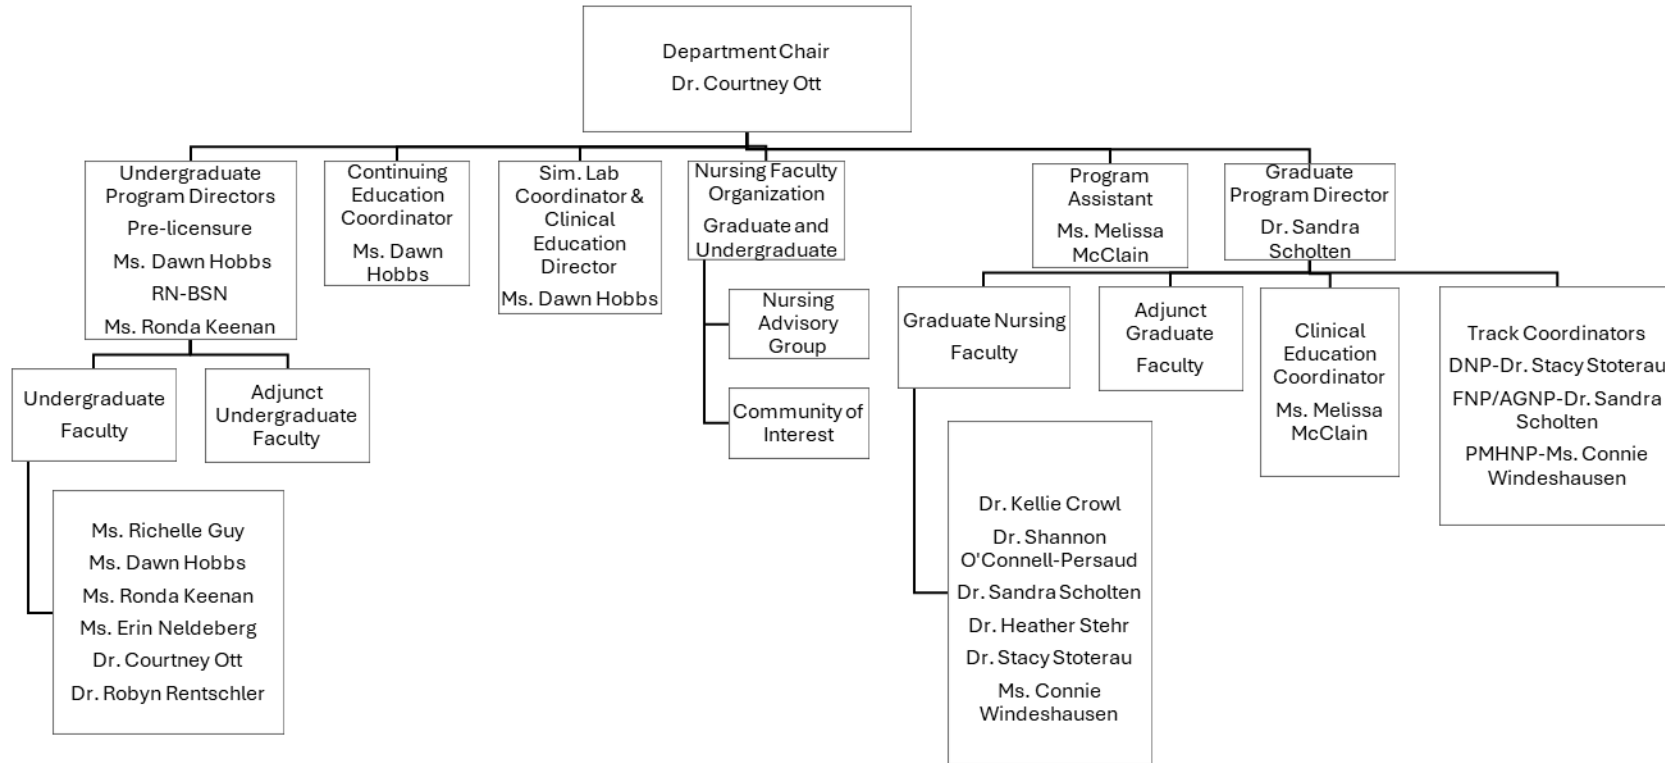 Department Chair
Dr. Courtney Ott
Undergraduate
Program Directors
Pre-licensure
Ms. Dawn Hobbs
RN-BSN
Ms. Ronda Keenan
Continuing
Education
Coordinator
Ms. Dawn
Hobbs
Sim. Lab
Coordinator &
Clinical
Education
Director
Ms. Dawn Hobbs
Nursing Faculty
Organization
Graduate and
Undergraduate
Program
Assistant
Ms. Melissa
McClain
Graduate
Program Director
Dr. Sandra
Scholten
Undergraduate
Faculty
Adjunct
Undergraduate
Faculty
Nursing
Advisory
Group
Community of
Interest
Graduate Nursing
Faculty
Adjunct
Graduate
Faculty
Clinical
Education
Coordinator
Ms. Melissa
McClain
Track Coordinators
DNP-Dr. Stacy Stoterau
FNP/AGNP-Dr. Sandra
Scholten
PMHNP-Ms. Connie
Windeshausen
Ms. Richelle Guy
Ms. Dawn Hobbs
Ms. Ronda Keenan
Ms. Erin Neldeberg
Dr. Courtney Ott
Dr. Robyn Rentschler
Dr. Kellie Crowl
Dr. Shannon
O'Connell-Persaud
Dr. Sandra Scholten
Dr. Heather Stehr
Dr. Stacy Stoterau
Ms. Connie
Windeshausen